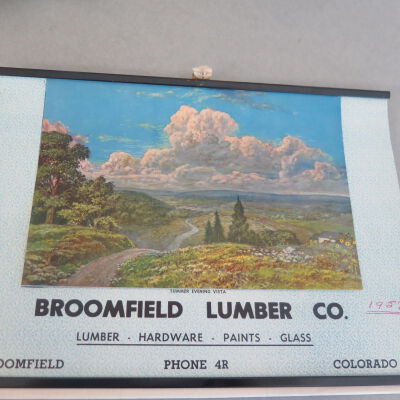 SUMMER EVENING VISTA
BROOMFIELD LUMBER CO.
LUMBER · HARDWARE · PAINTS · GLASS
OOMFIELD PHONE 4R COLORADO